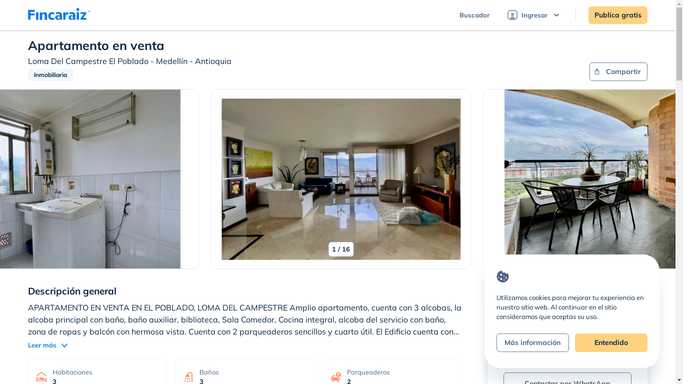 Fincaraiz
Buscador
Ingresar
Publica gratis
Apartamento en venta
Loma Del Campestre El Poblado - Medellín - Antioquia
Inmobiliaria
Compartir
1 / 16
Descripción general
APARTAMENTO EN VENTA EN EL POBLADO, LOMA DEL CAMPESTRE Amplio apartamento, cuenta con 3 alcobas, la
alcoba principal con baño, baño auxiliar, biblioteca, Sala Comedor, Cocina integral, alcoba del servicio con baño,
zona de ropas y balcón con hermosa vista. Cuenta con 2 parqueaderos sencillos y cuarto útil. El Edificio cuenta con...
Leer más
Habitaciones
3
Baños
3
Parqueaderos
2
Utilizamos cookies para mejorar tu experiencia en
nuestro sitio web. Al continuar en el sitio
consideramos que aceptas su uso.
Más información
Entendido
Contactar por WhatsApp